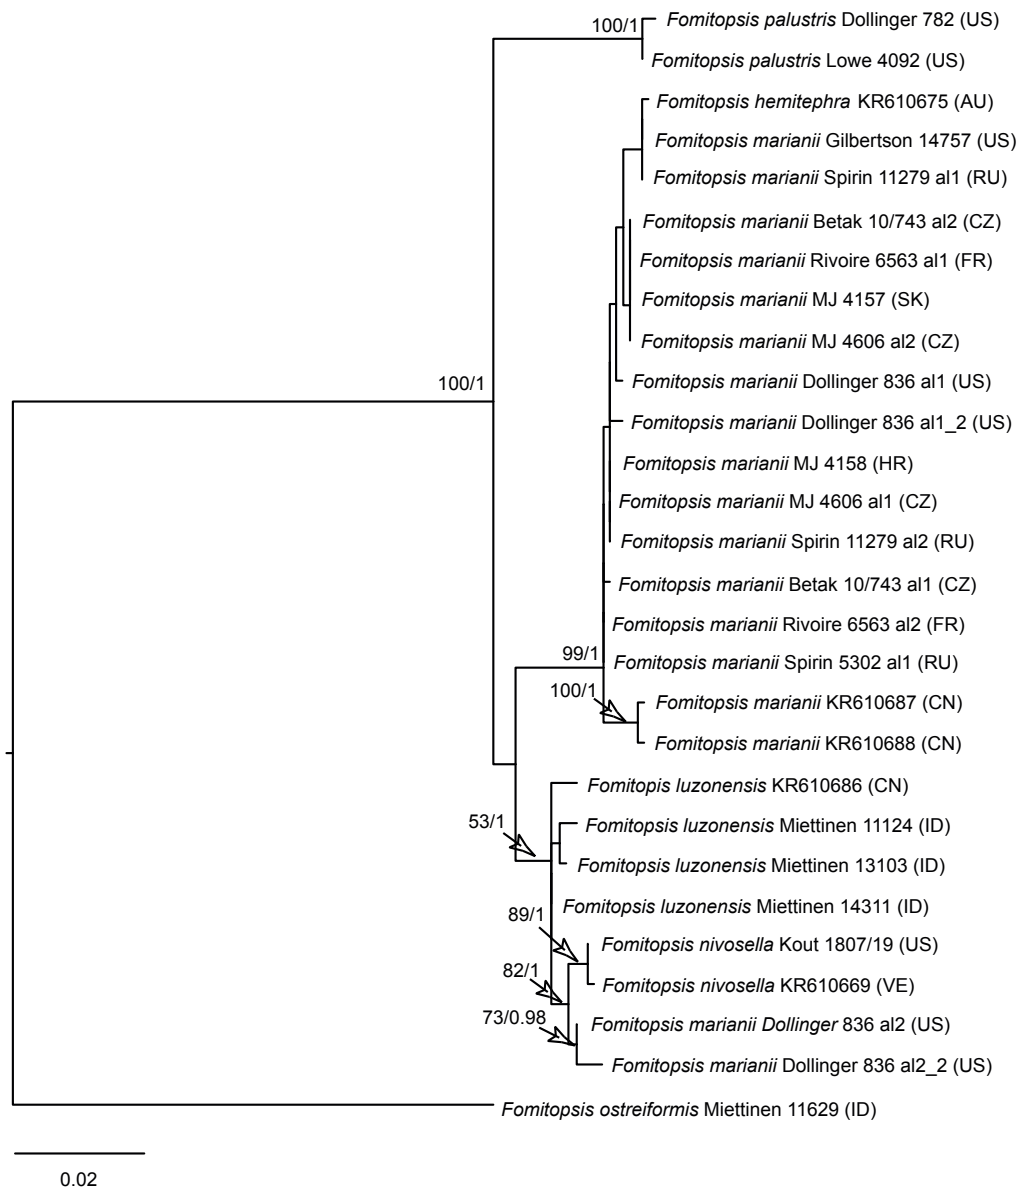 100/1
Fomitopsis palustris Dollinger 782 (US)
Fomitopsis palustris Lowe 4092 (US)
Fomitopsis hemitephra KR610675 (AU)
Fomitopsis marianii Gilbertson 14757 (US)
Fomitopsis marianii Spirin 11279 al1 (RU)
Fomitopsis marianii Betak 10/743 al2 (CZ)
Fomitopsis marianii Rivoire 6563 al1 (FR)
Fomitopsis marianii MJ 4157 (SK)
Fomitopsis marianii MJ 4606 al2 (CZ)
100/1
Fomitopsis marianii Dollinger 836 al1 (US)
Fomitopsis marianii Dollinger 836 al1_2 (US)
Fomitopsis marianii MJ 4158 (HR)
Fomitopsis marianii MJ 4606 al1 (CZ)
Fomitopsis marianii Spirin 11279 al2 (RU)
Fomitopsis marianii Betak 10/743 al1 (CZ)
Fomitopsis marianii Rivoire 6563 al2 (FR)
99/1
Fomitopsis marianii Spirin 5302 al1 (RU)
100/1
Fomitopsis marianii KR610687 (CN)
Fomitopsis marianii KR610688 (CN)
Fomitopis luzonensis KR610686 (CN)
53/1
Fomitopsis luzonensis Miettinen 11124 (ID)
Fomitopsis luzonensis Miettinen 13103 (ID)
Fomitopsis luzonensis Miettinen 14311 (ID)
89/1
Fomitopsis nivosella Kout 1807/19 (US)
82/1
Fomitopsis nivosella KR610669 (VE)
73/0.98
Fomitopsis marianii Dollinger 836 al2 (US)
Fomitopsis marianii Dollinger 836 al2_2 (US)
Fomitopsis ostreiformis Miettinen 11629 (ID)
0.02